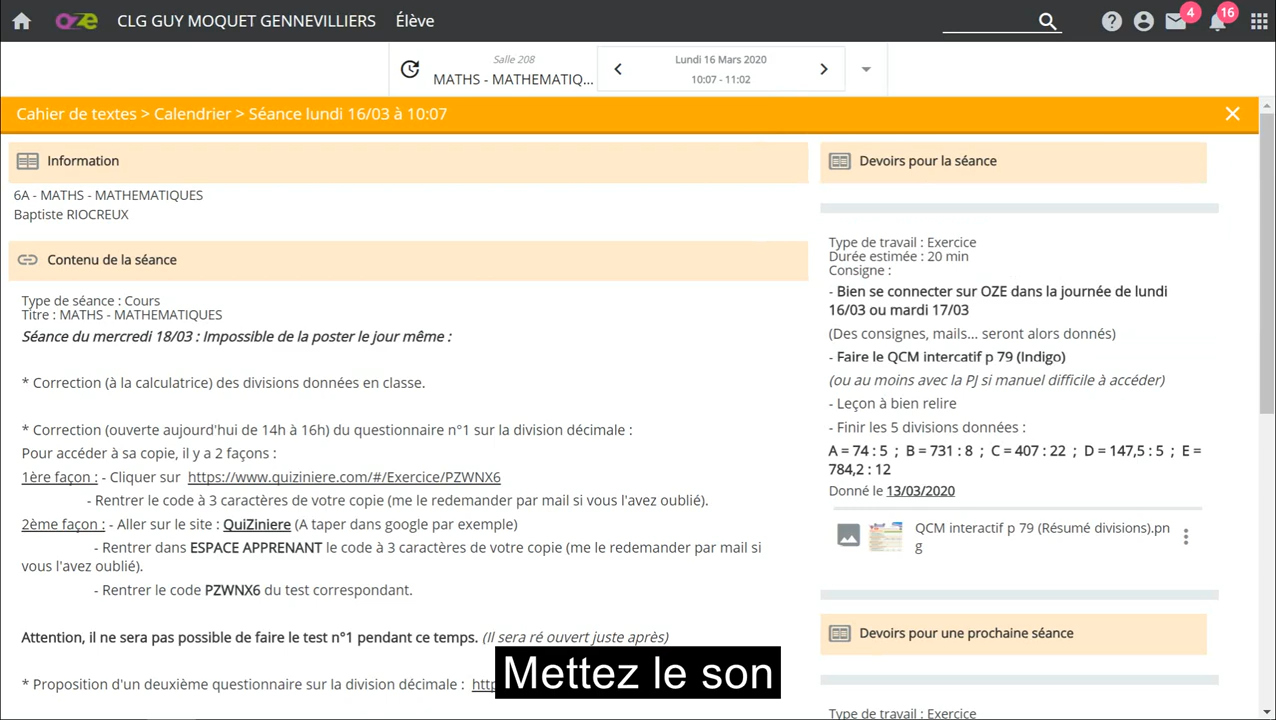 oze CLG GUY MOQUET GENNEVILLIERS Élève
4 16
Salle 208
MATHS - MATHEMATIQ...
Lundi 16 Mars 2020
10:07 - 11:02
Cahier de textes > Calendrier > Séance lundi 16/03 à 10:07
Information
6A - MATHS - MATHEMATIQUES
Baptiste RIOCREUX
Contenu de la séance
Type de séance : Cours
Titre : MATHS - MATHEMATIQUES
Séance du mercredi 18/03 : Impossible de la poster le jour même :
* Correction (à la calculatrice) des divisions données en classe.
* Correction (ouverte aujourd'hui de 14h à 16h) du questionnaire n°1 sur la division décimale :
Pour accéder à sa copie, il y a 2 façons :
1ère façon : - Cliquer sur https://www.quiziniere.com/#/Exercice/PZWNX6
- Rentrer le code à 3 caractères de votre copie (me le redemander par mail si vous l'avez oublié).
2ème façon : - Aller sur le site : QuiZiniere (A taper dans google par exemple)
- Rentrer dans ESPACE APPRENANT le code à 3 caractères de votre copie (me le redemander par mail si
vous l'avez oublié).
- Rentrer le code PZWNX6 du test correspondant.
Attention, il ne sera pas possible de faire le test n°1 pendant ce temps. (Il sera ré ouvert juste après)
* Proposition d'un deuxième questionnaire sur la division décimale :
Devoirs pour la séance
Type de travail : Exercice
Durée estimée : 20 min
Consigne :
- Bien se connecter sur OZE dans la journée de lundi
16/03 ou mardi 17/03
(Des consignes, mails... seront alors donnés)
- Faire le QCM intercatif p 79 (Indigo)
(ou au moins avec la PJ si manuel difficile à accéder)
- Leçon à bien relire
- Finir les 5 divisions données :
A = 74 : 5 ; B = 731 : 8 ; C = 407 : 22 ; D = 147,5 : 5 ; E =
784,2 : 12
Donné le 13/03/2020
QCM interactif p 79 (Résumé divisions).pn
g
Devoirs pour une prochaine séance
Type de travail : Exercice
Mettez le son